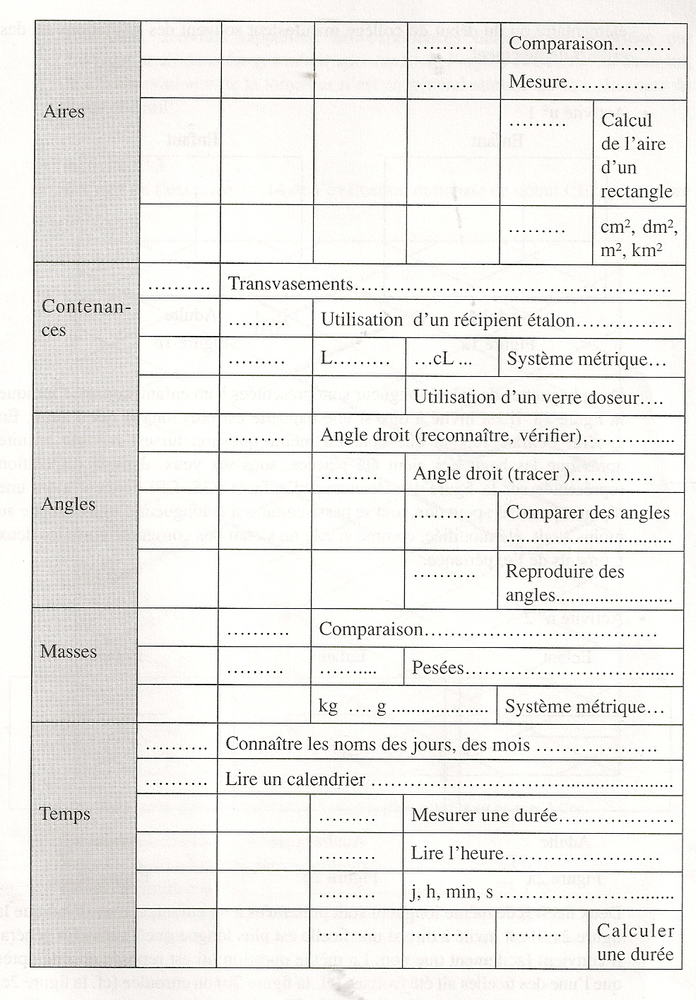 Aires
......... Comparaison.........
......... Mesure...............
......... Calcul
de l'aire
d'un
rectangle
......... cm², dm²,
m², km²
Contenan-
ces
.......... Transvasements..................................................
......... Utilisation d'un récipient étalon...............
......... L......... ...cL ... Système métrique...
Utilisation d'un verre doseur....
Angles
Angle droit (reconnaître, vérifier)...............
......... Angle droit (tracer ).............
......... Comparer des angles
..........................
.......... Reproduire des
angles........................
Masses
.......... Comparaison.....................................
......... ......... Pesées.................................
kg .... g .................... Système métrique...
Temps
.......... Connaître les noms des jours, des mois ...................
.......... Lire un calendrier ................................................
......... Mesurer une durée..................
......... Lire l'heure.........................
......... j, h, min, s ............................
......... ......... Calculer
une durée